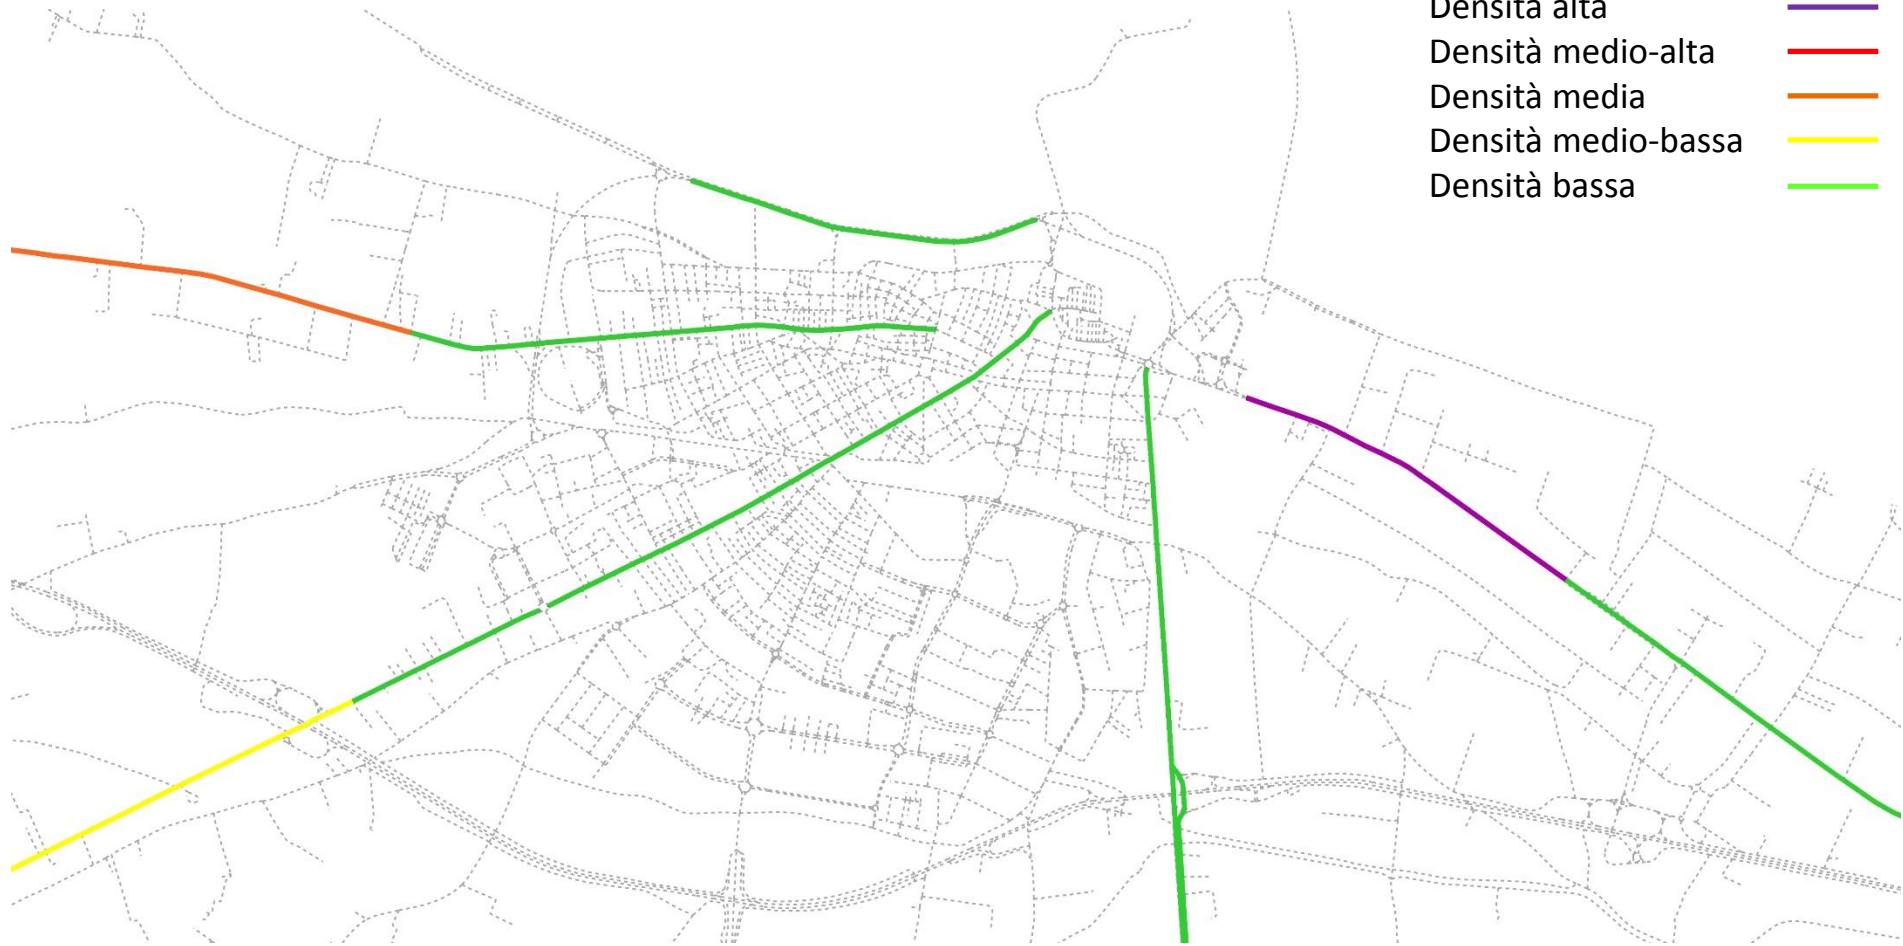 Densità alta
Densità medio-alta
Densità media
Densità medio-bassa
Densità bassa